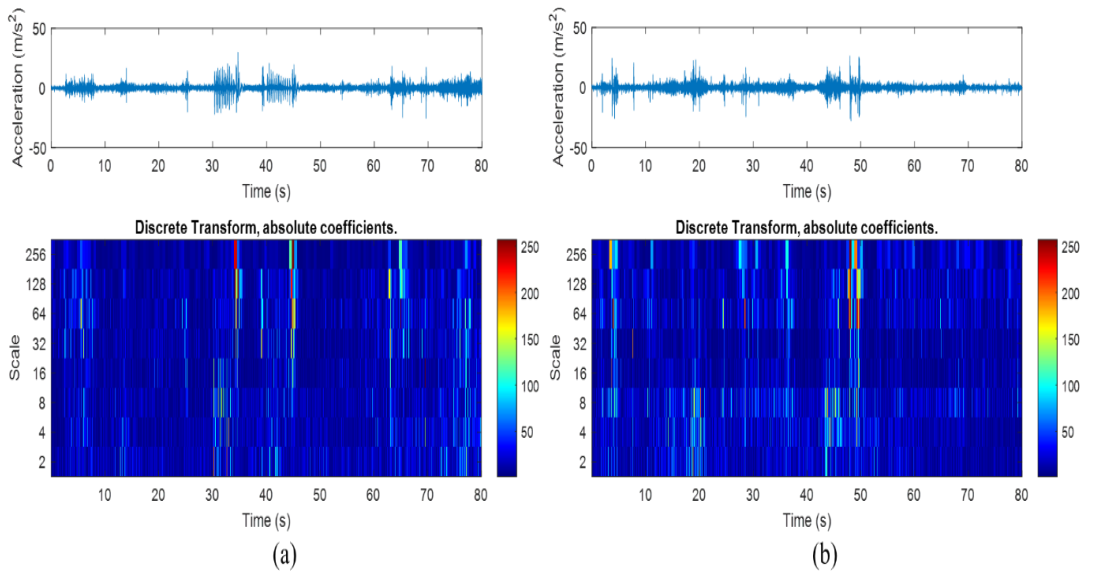 50
0
-50
Acceleration (m/s²)
0 10 20 30 40 50 60 70 80
Time (s)
Discrete Transform, absolute coefficients.
256
128
64
32
16
8
4
2
Scale
10 20 30 40 50 60 70 80
Time (s)
250
200
150
100
50
(a)
50
0
-50
Acceleration (m/s²)
0 10 20 30 40 50 60 70 80
Time (s)
Discrete Transform, absolute coefficients.
256
128
64
32
16
8
4
2
Scale
10 20 30 40 50 60 70 80
Time (s)
250
200
150
100
50
(b)